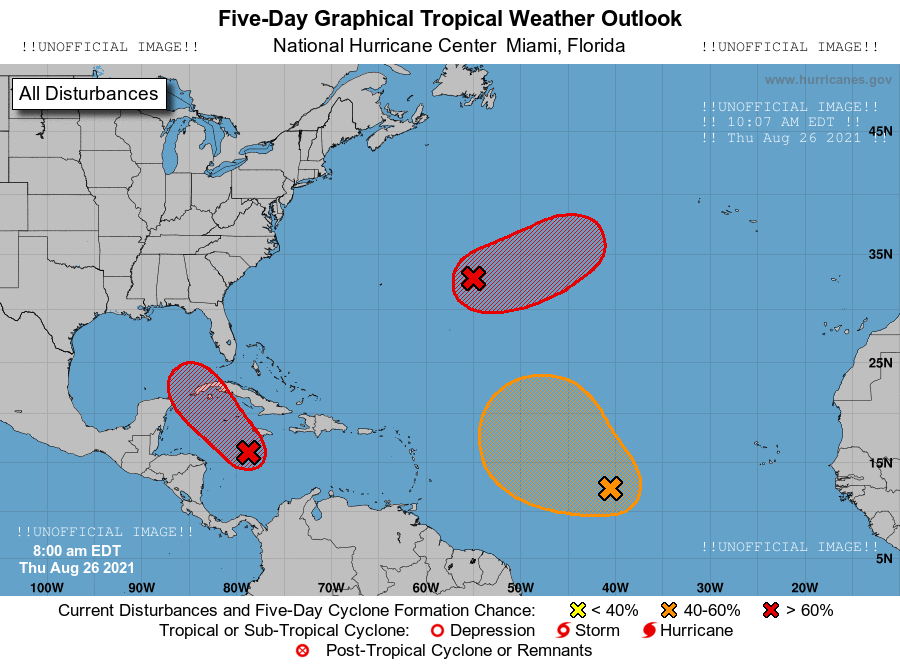 Five-Day Graphical Tropical Weather Outlook
!!UNOFFICIAL IMAGE!! National Hurricane Center Miami, Florida !!UNOFFICIAL IMAGE!!
All Disturbances
www.hurricanes.gov
!!UNOFFICIAL IMAGE!!
!! 10:07 AM EDT !!
!! Thu Aug 26 2021 !!
45N
35N
25N
15N
!!UNOFFICIAL IMAGE!!
8:00 am EDT
Thu Aug 26 2021
!!UNOFFICIAL IMAGE!!
5N
100W 90W 80W 70W 60W 50W 40W 30W 20W
Current Disturbances and Five-Day Cyclone Formation Chance: < 40% 40-60% > 60%
Tropical or Sub-Tropical Cyclone: Depression Storm Hurricane
Post-Tropical Cyclone or Remnants